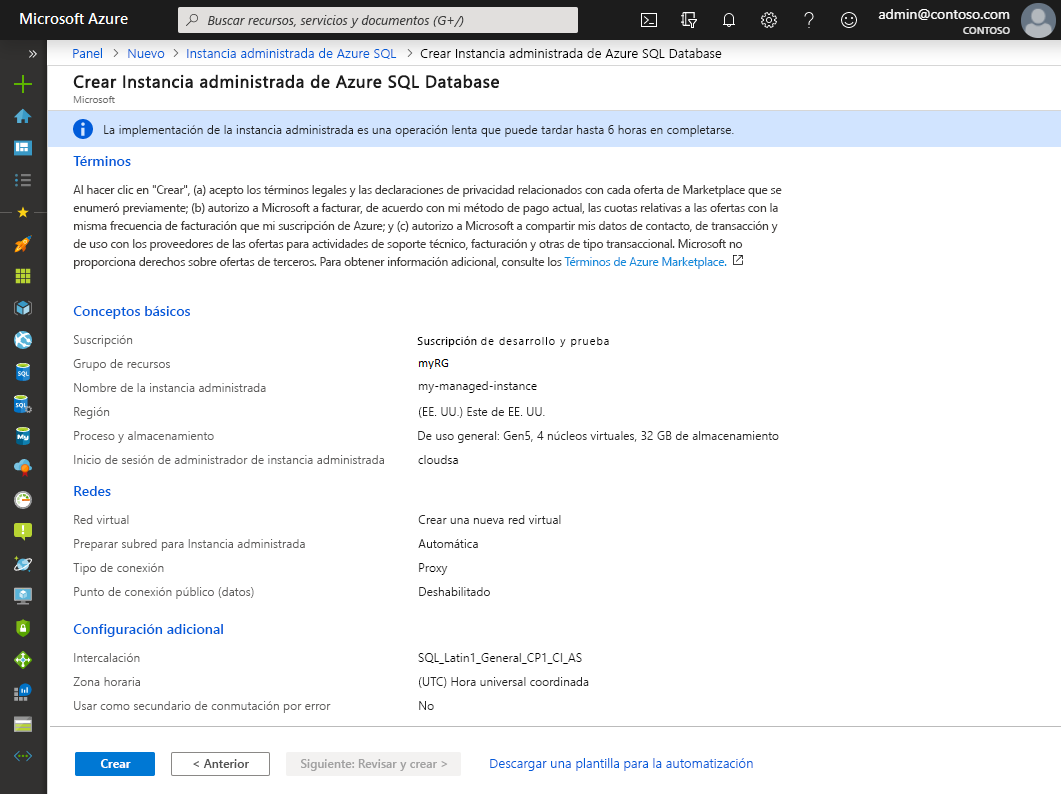 Microsoft Azure
Buscar recursos, servicios y documentos (G+/)
admin@contoso.com
CONTOSO
Panel > Nuevo > Instancia administrada de Azure SQL > Crear Instancia administrada de Azure SQL Database
Crear Instancia administrada de Azure SQL Database
Microsoft
La implementación de la instancia administrada es una operación lenta que puede tardar hasta 6 horas en completarse.
Términos
Al hacer clic en "Crear", (a) acepto los términos legales y las declaraciones de privacidad relacionados con cada oferta de Marketplace que se
enumeró previamente; (b) autorizo a Microsoft a facturar, de acuerdo con mi método de pago actual, las cuotas relativas a las ofertas con la
misma frecuencia de facturación que mi suscripción de Azure; y (c) autorizo a Microsoft a compartir mis datos de contacto, de transacción y
de uso con los proveedores de las ofertas para actividades de soporte técnico, facturación y otras de tipo transaccional. Microsoft no
proporciona derechos sobre ofertas de terceros. Para obtener información adicional, consulte los Términos de Azure Marketplace.
Conceptos básicos
Suscripción Suscripción de desarrollo y prueba
Grupo de recursos myRG
Nombre de la instancia administrada my-managed-instance
Región (EE. UU.) Este de EE. UU.
Proceso y almacenamiento De uso general: Gen5, 4 núcleos virtuales, 32 GB de almacenamiento
Inicio de sesión de administrador de instancia administrada cloudsa
Redes
Red virtual Crear una nueva red virtual
Preparar subred para Instancia administrada Automática
Tipo de conexión Proxy
Punto de conexión público (datos) Deshabilitado
Configuración adicional
Intercalación SQL_Latin1_General_CP1_CI_AS
Zona horaria (UTC) Hora universal coordinada
Usar como secundario de conmutación por error No
Crear < Anterior Siguiente: Revisar y crear > Descargar una plantilla para la automatización